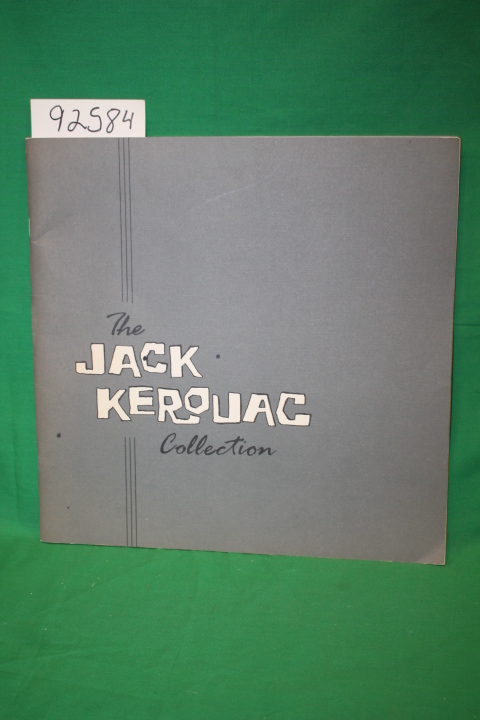 92584
The
JACK
KEROUAC
Collection